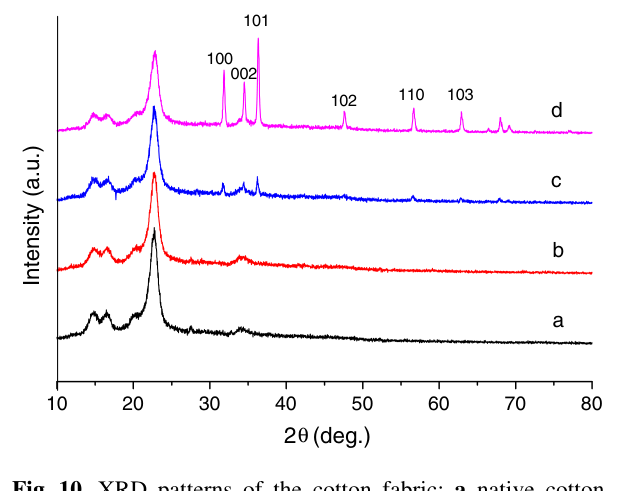 101
100
002
102
110
103
d
c
b
a
Intensity (a.u.)
10 20 30 40 50 60 70 80
2θ (deg.)
Fig. 10 XRD patterns of the cotton fabric: a native cotton